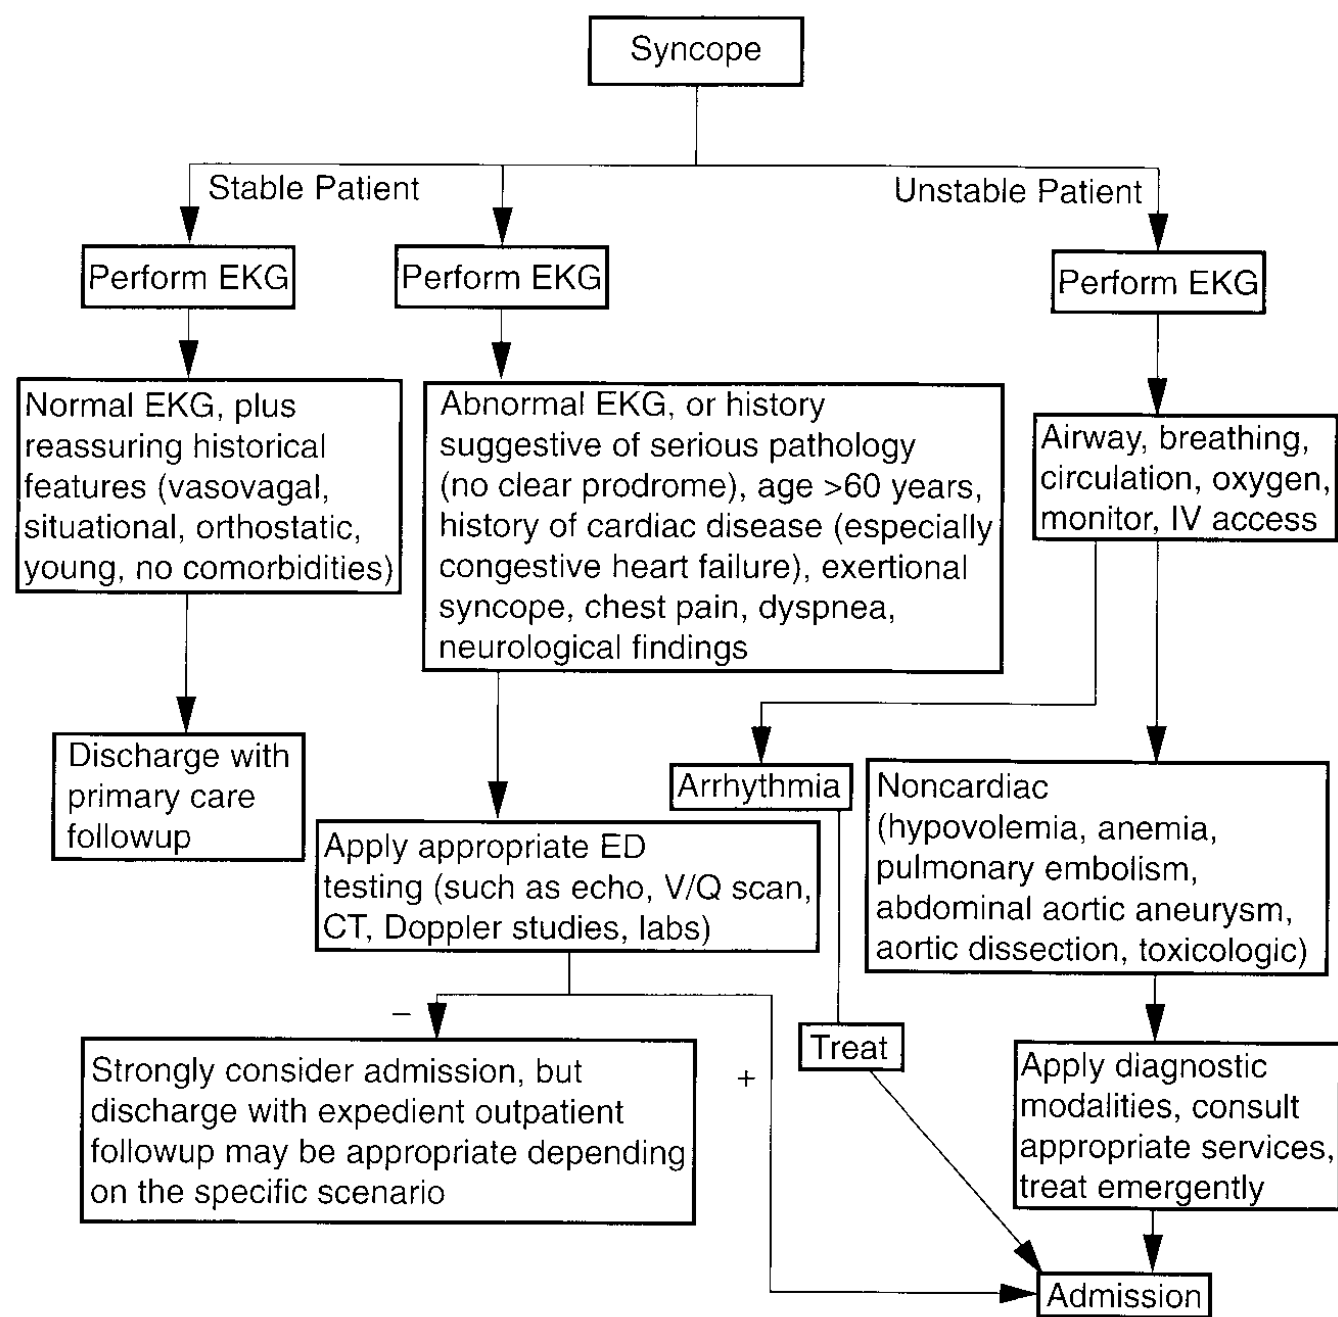 Syncope
Stable Patient
Unstable Patient
Perform EKG
Perform EKG
Perform EKG
Normal EKG, plus
reassuring historical
features (vasovagal,
situational, orthostatic,
young, no comorbidities)
Abnormal EKG, or history
suggestive of serious pathology
(no clear prodrome), age >60 years,
history of cardiac disease (especially
congestive heart failure), exertional
syncope, chest pain, dyspnea,
neurological findings
Airway, breathing,
circulation, oxygen,
monitor, IV access
Discharge with
primary care
followup
Apply appropriate ED
testing (such as echo, V/Q scan,
CT, Doppler studies, labs)
Arrhythmia
Noncardiac
(hypovolemia, anemia,
pulmonary embolism,
abdominal aortic aneurysm,
aortic dissection, toxicologic)
–
+
Strongly consider admission, but
discharge with expedient outpatient
followup may be appropriate depending
on the specific scenario
Treat
Apply diagnostic
modalities, consult
appropriate services,
treat emergently
Admission